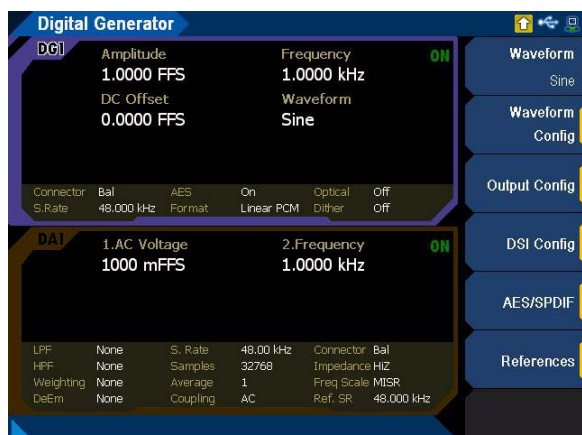 Digital Generator
DG1
Amplitude Frequency ON
1.0000 FFS 1.0000 kHz
DC Offset Waveform
0.0000 FFS Sine
Connector Bal AES On Optical Off
S.Rate 48.000 kHz Format Linear PCM Dither Off
DA1
1.AC Voltage 2.Frequency ON
1000 mFFS 1.0000 kHz
LPF None S. Rate 48.00 kHz Connector Bal
HPF None Samples 32768 Impedance HiZ
Weighting None Average 1 Freq Scale MISR
DeEm None Coupling AC Ref. SR 48.000 kHz
Waveform
Sine
Waveform
Config
Output Config
DSI Config
AES/SPDIF
References